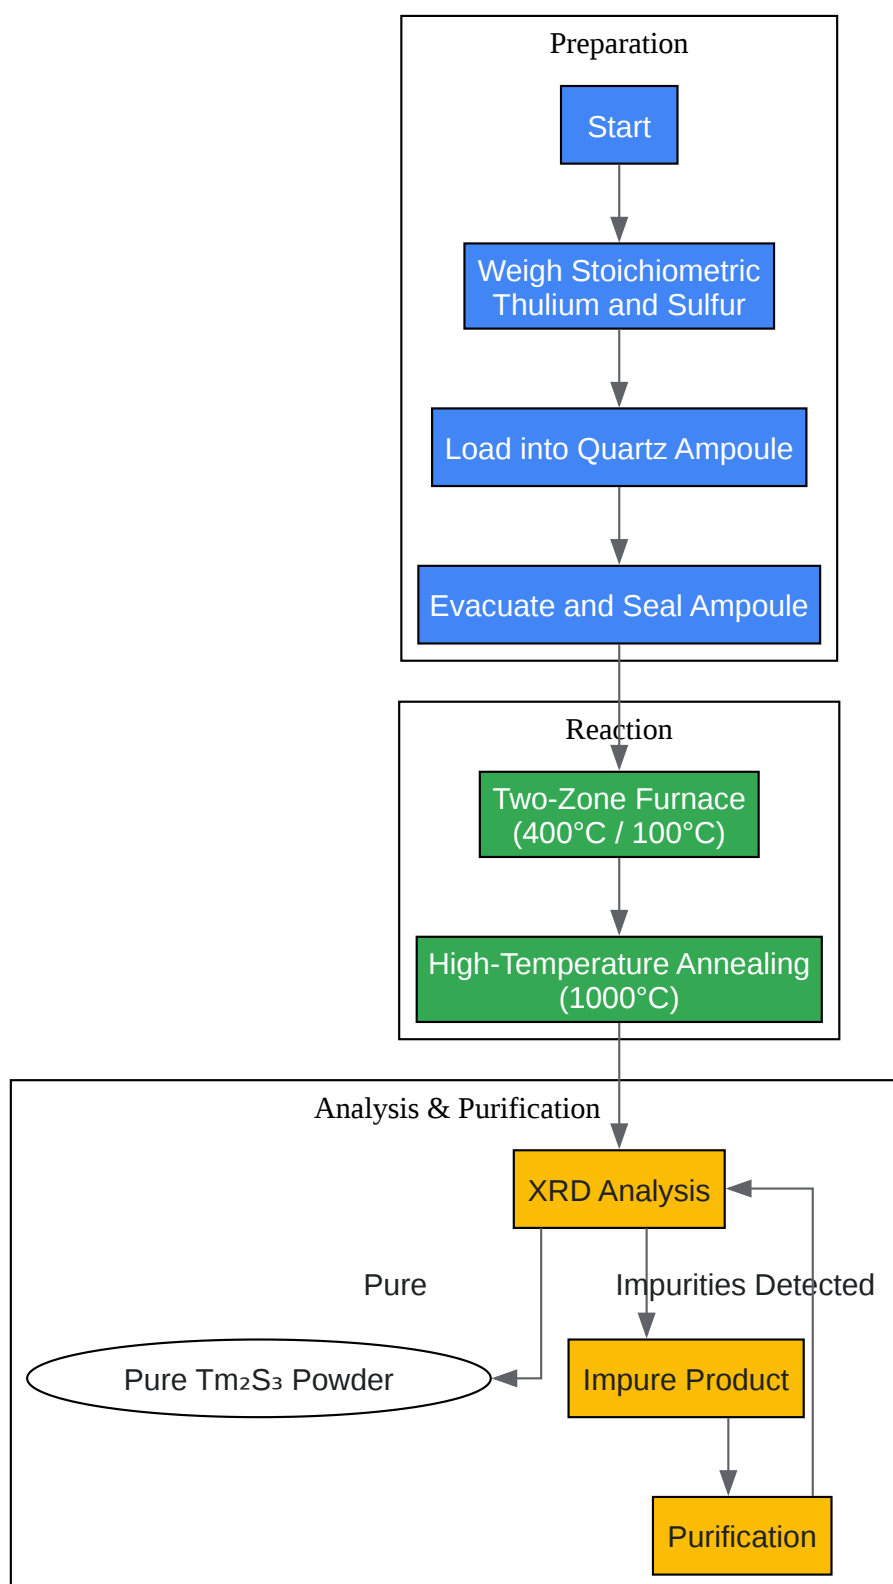 Preparation
Start
Weigh Stoichiometric
Thulium and Sulfur
Load into Quartz Ampoule
Evacuate and Seal Ampoule
Reaction
Two-Zone Furnace
(400°C / 100°C)
High-Temperature Annealing
(1000°C)
Analysis & Purification
XRD Analysis
Pure
Impurities Detected
Pure Tm₂S₃ Powder
Impure Product
Purification